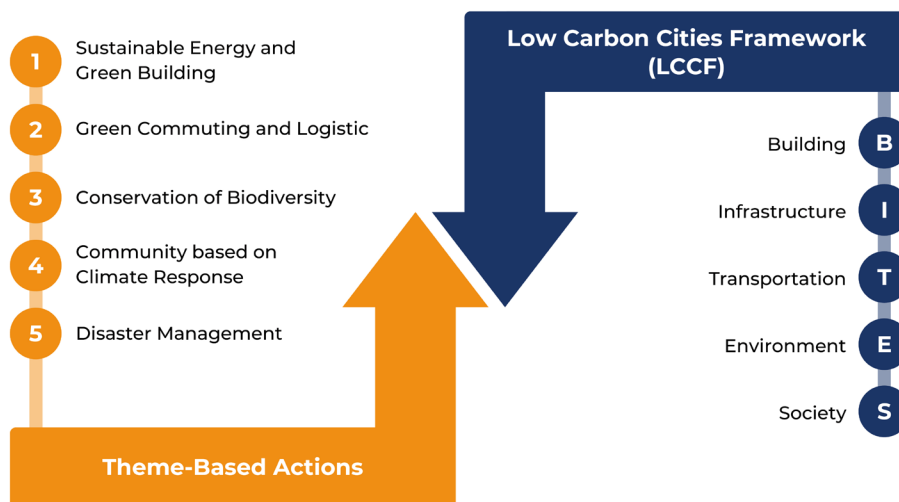 1
Sustainable Energy and
Green Building
2
Green Commuting and Logistic
3
Conservation of Biodiversity
4
Community based on
Climate Response
5
Disaster Management
Theme-Based Actions
Low Carbon Cities Framework
(LCCF)
Building B
Infrastructure I
Transportation T
Environment E
Society S